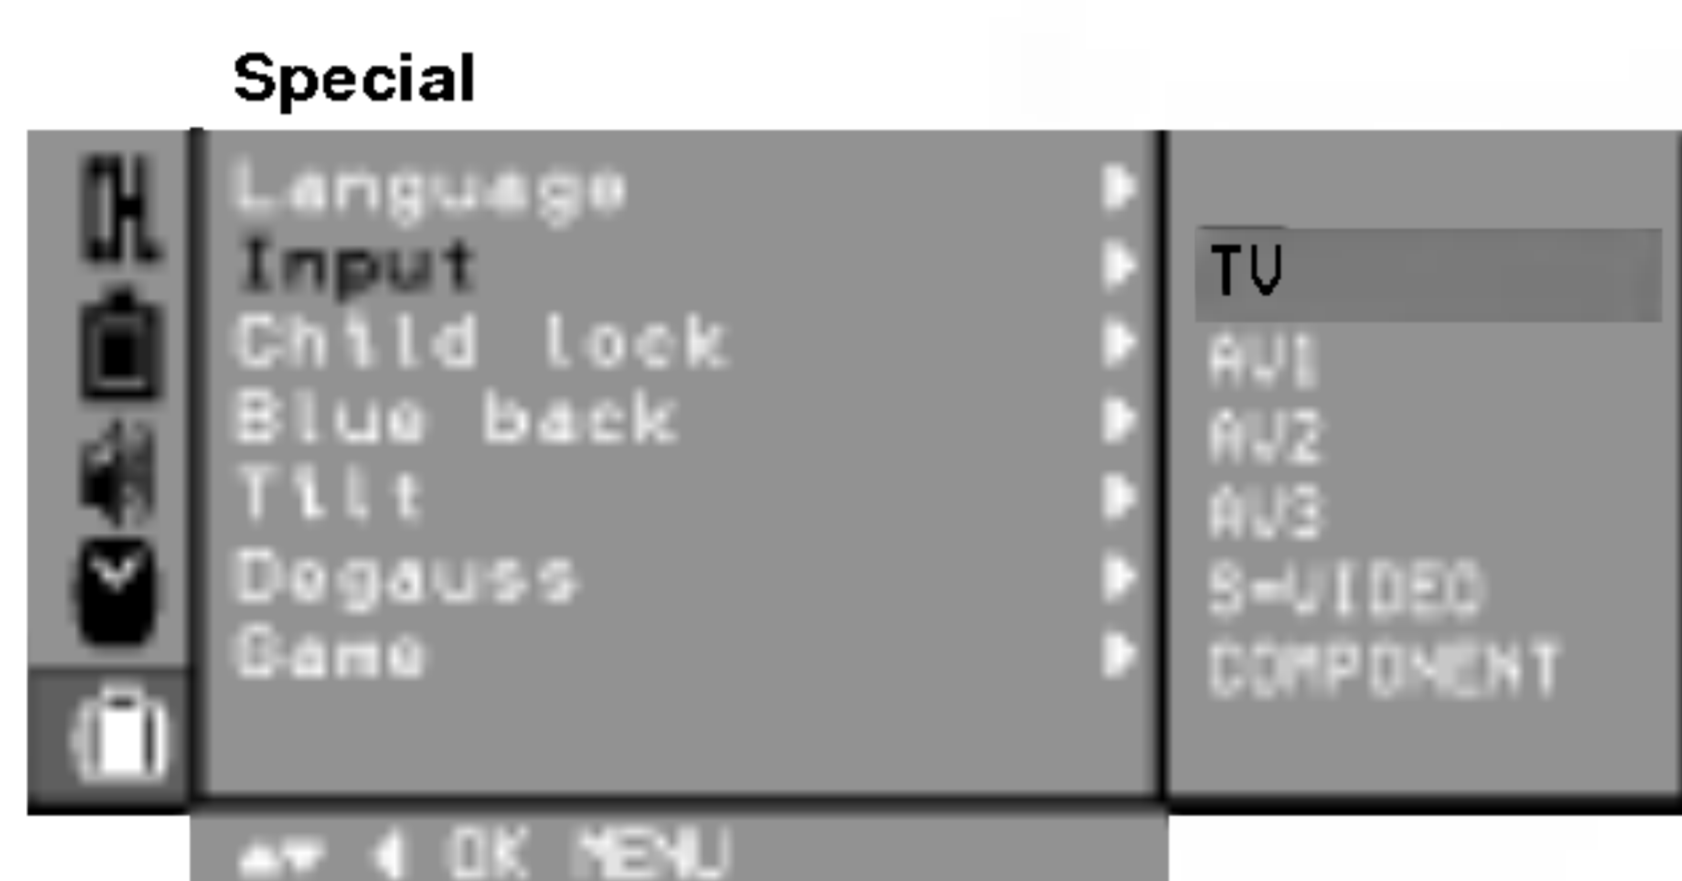 Special
Language
Input
Child lock
Blue back
Tilt
Degauss
Game
TV
AV1
AV2
AV3
S-VIDEO
COMPONENT
OK MENU